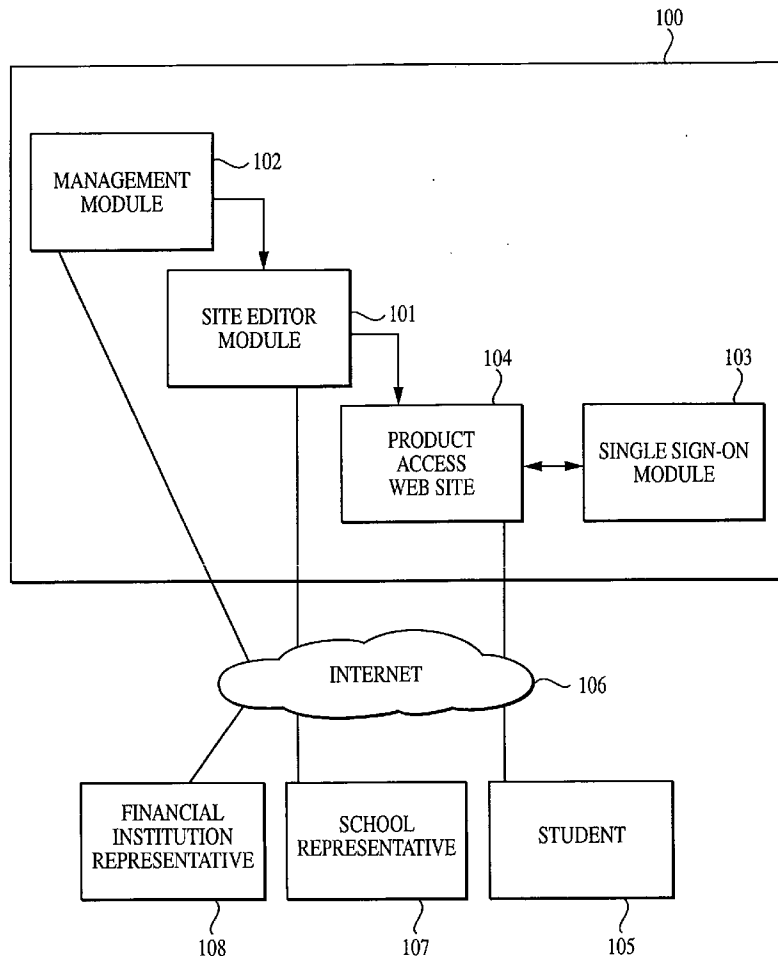 100
MANAGEMENT
MODULE
102
SITE EDITOR
MODULE
101
PRODUCT
ACCESS
WEB SITE
104
SINGLE SIGN-ON
MODULE
103
INTERNET
106
FINANCIAL
INSTITUTION
REPRESENTATIVE
108
SCHOOL
REPRESENTATIVE
107
STUDENT
105